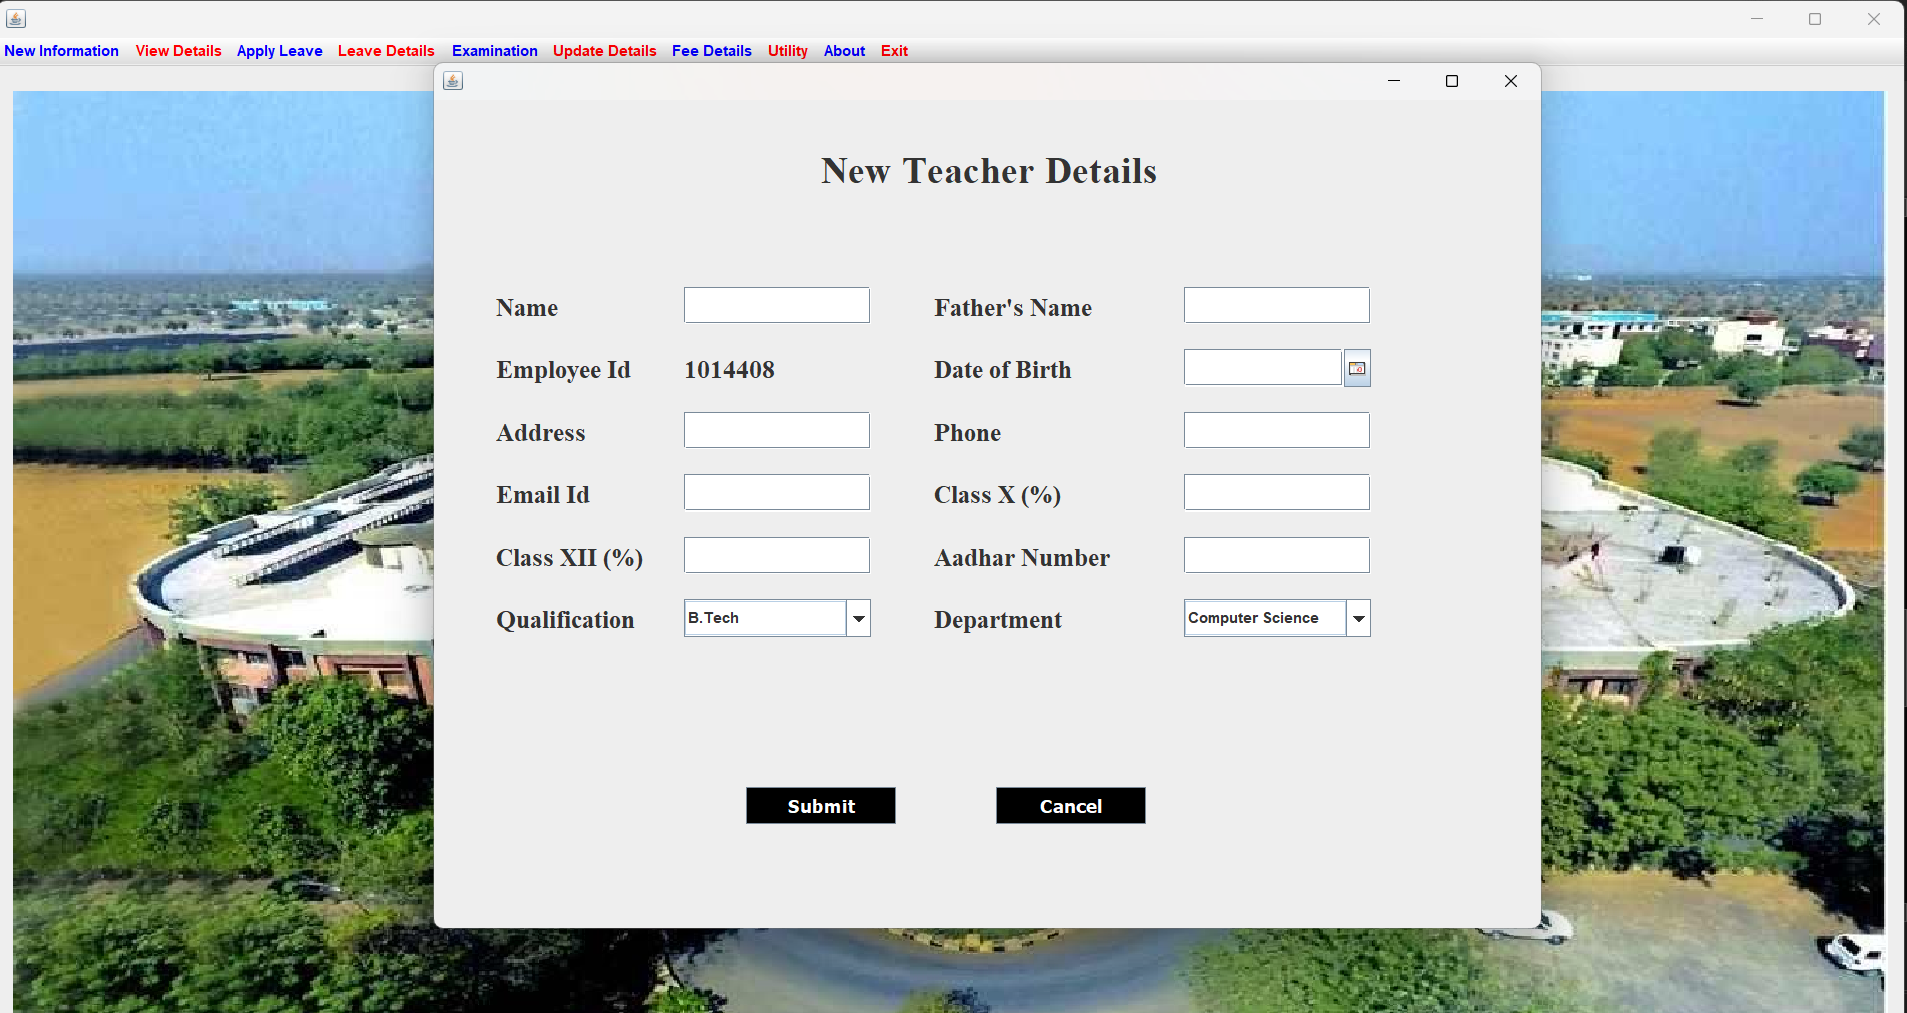 New Information View Details Apply Leave Leave Details Examination Update Details Fee Details Utility About Exit
New Teacher Details
Name Father's Name
Employee Id 1014408 Date of Birth
Address Phone
Email Id Class X (%)
Class XII (%) Aadhar Number
Qualification B.Tech Department Computer Science
Submit Cancel